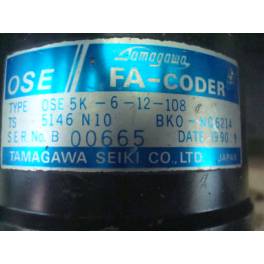 Tamagawa
OSE FA-CODER
TYPE OSE 5K -6-12-108
TS 5146 N10 BKO-NC6214
SER.No. B 00665 DATE 1990
TAMAGAWA SEIKI CO., LTD. JAPAN